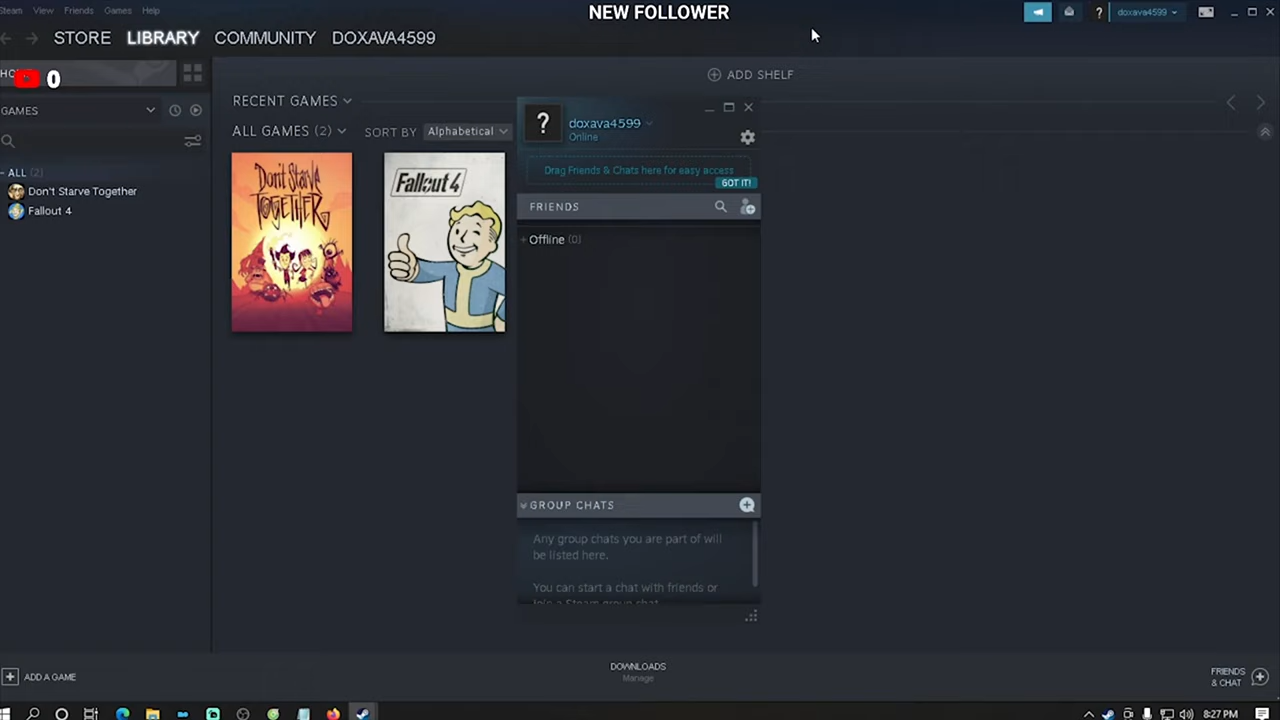 NEW FOLLOWER
Steam View Friends Games Help
doxava4599
STORE LIBRARY COMMUNITY DOXAVA4599
0
ADD SHELF
GAMES
ALL (2)
Don't Starve Together
Fallout 4
RECENT GAMES
ALL GAMES (2) SORT BY Alphabetical
Don't Starve
TOGETHER
Fallout 4
?
doxava4599
Online
Drag Friends & Chats here for easy access
GOT IT!
FRIENDS
Offline (0)
GROUP CHATS
Any group chats you are part of will
be listed here.
You can start a chat with friends or
join a Steam group chat.
ADD A GAME
DOWNLOADS
Manage
FRIENDS
& CHAT
8:27 PM